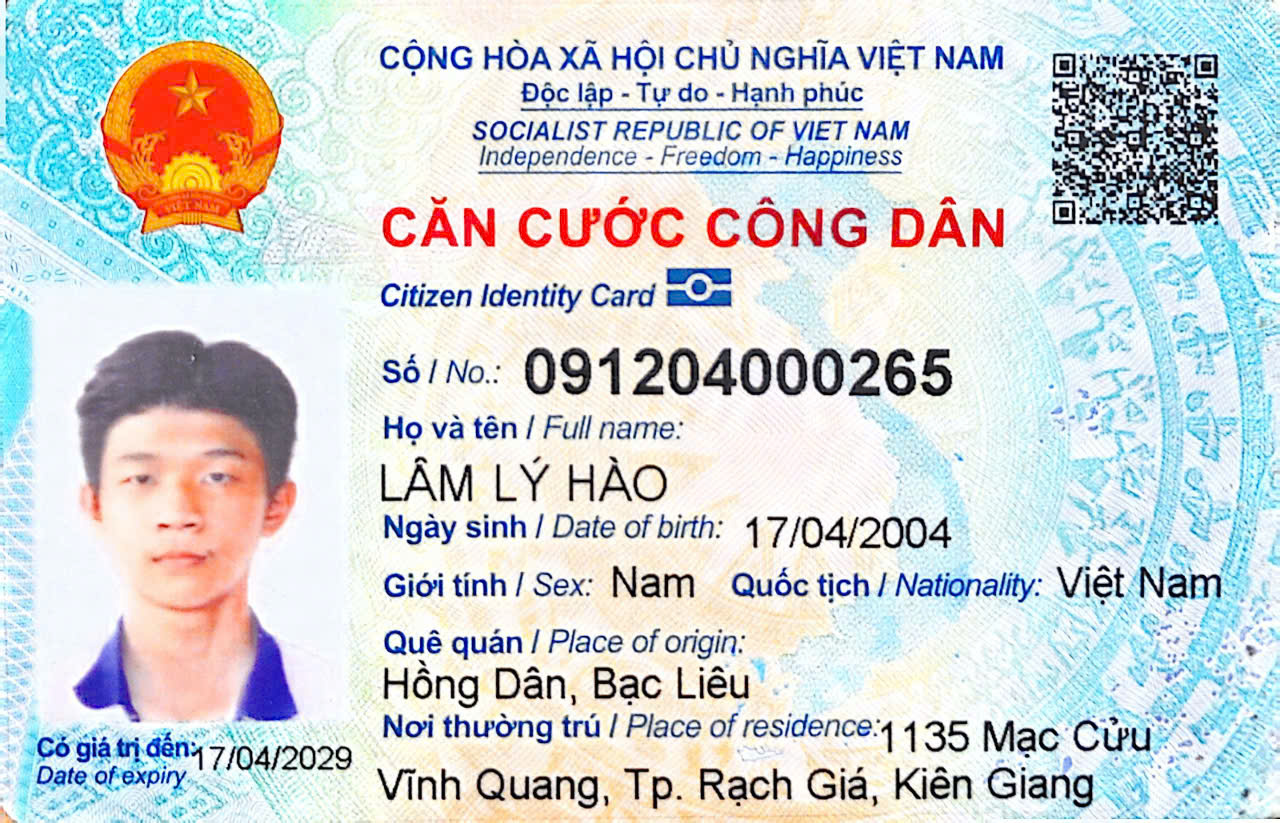 CỘNG HÒA XÃ HỘI CHỦ NGHĨA VIỆT NAM
Độc lập - Tự do - Hạnh phúc
SOCIALIST REPUBLIC OF VIET NAM
Independence - Freedom - Happiness
CĂN CƯỚC CÔNG DÂN
Citizen Identity Card
Số / No.: 091204000265
Họ và tên / Full name:
LÂM LÝ HÀO
Ngày sinh / Date of birth: 17/04/2004
Giới tính / Sex: Nam Quốc tịch / Nationality: Việt Nam
Quê quán / Place of origin:
Hồng Dân, Bạc Liêu
Nơi thường trú / Place of residence: 1135 Mạc Cửu
Vĩnh Quang, Tp. Rạch Giá, Kiên Giang
Có giá trị đến: 17/04/2029
Date of expiry
VIỆT NAM